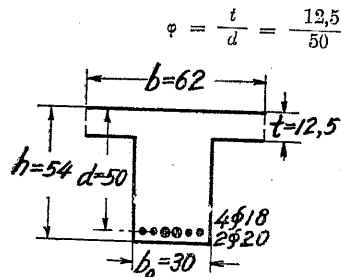 φ = t/d = 12,5/50
b=62
t=12,5
h=54 d=50
4φ18
2φ20
b₀=30